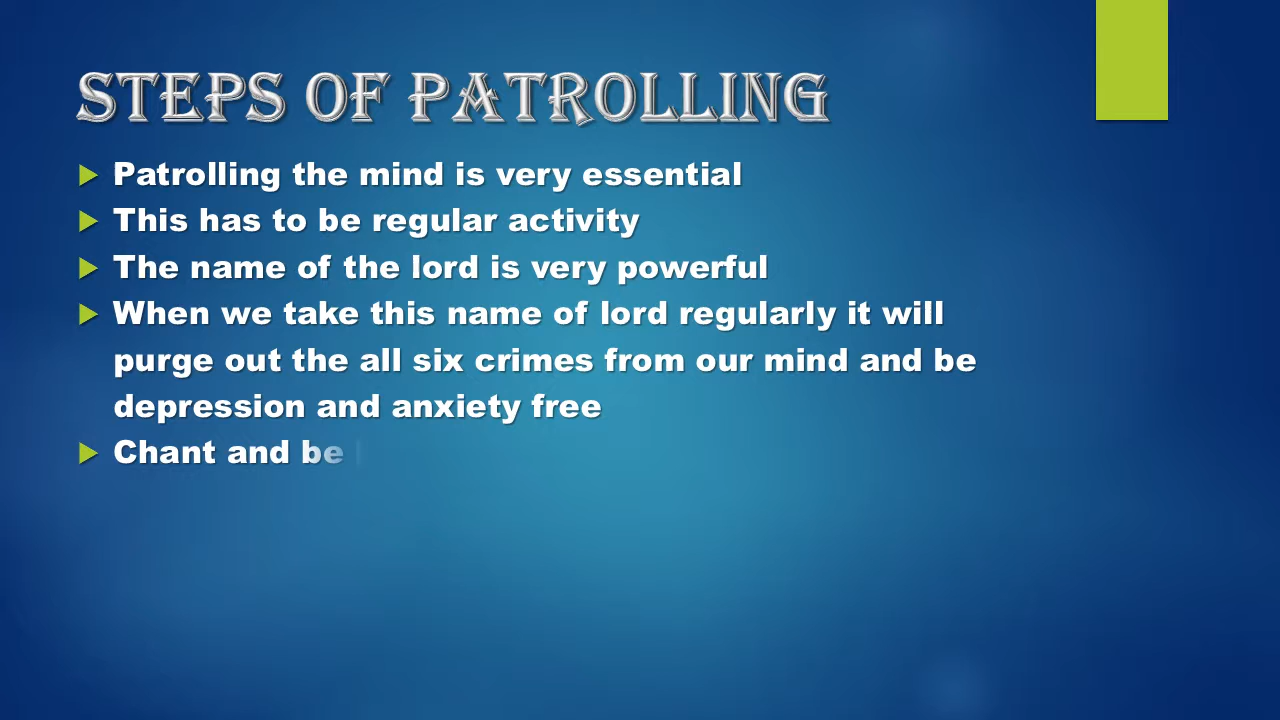 STEPS OF PATROLLING
Patrolling the mind is very essential
This has to be regular activity
The name of the lord is very powerful
When we take this name of lord regularly it will
purge out the all six crimes from our mind and be
depression and anxiety free
Chant and be